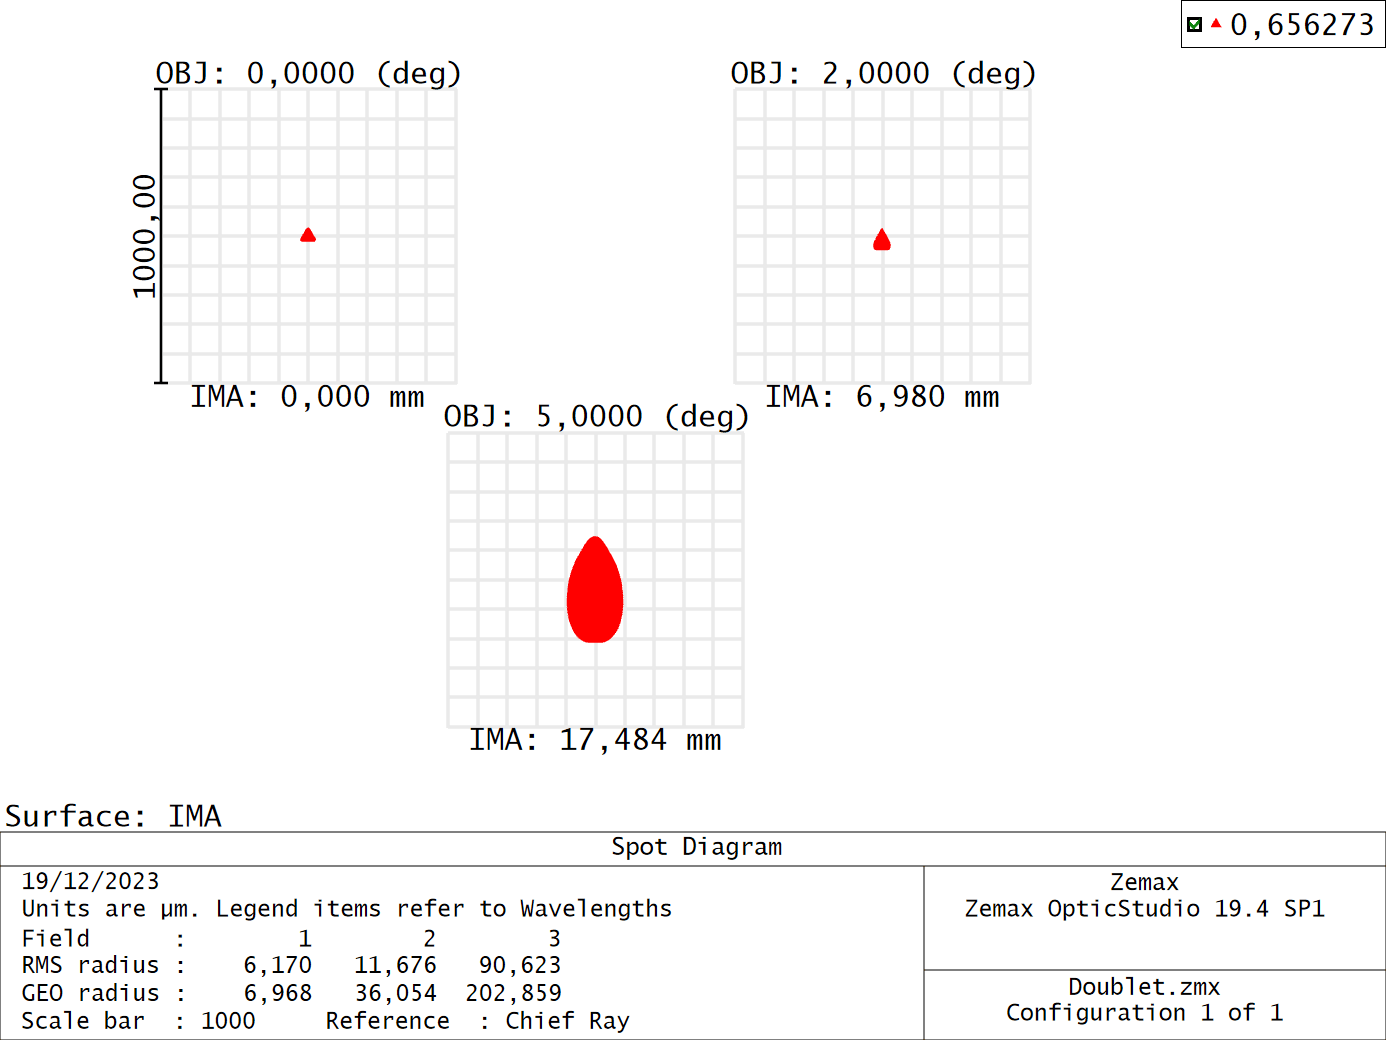 0,656273
OBJ: 0,0000 (deg)
1000,00
IMA: 0,000 mm
OBJ: 2,0000 (deg)
IMA: 6,980 mm
OBJ: 5,0000 (deg)
IMA: 17,484 mm
Surface: IMA
Spot Diagram
19/12/2023
Units are µm. Legend items refer to Wavelengths
Field : 1 2 3
RMS radius : 6,170 11,676 90,623
GEO radius : 6,968 36,054 202,859
Scale bar : 1000 Reference : Chief Ray
Zemax
Zemax OpticStudio 19.4 SP1
Doublet.zmx
Configuration 1 of 1